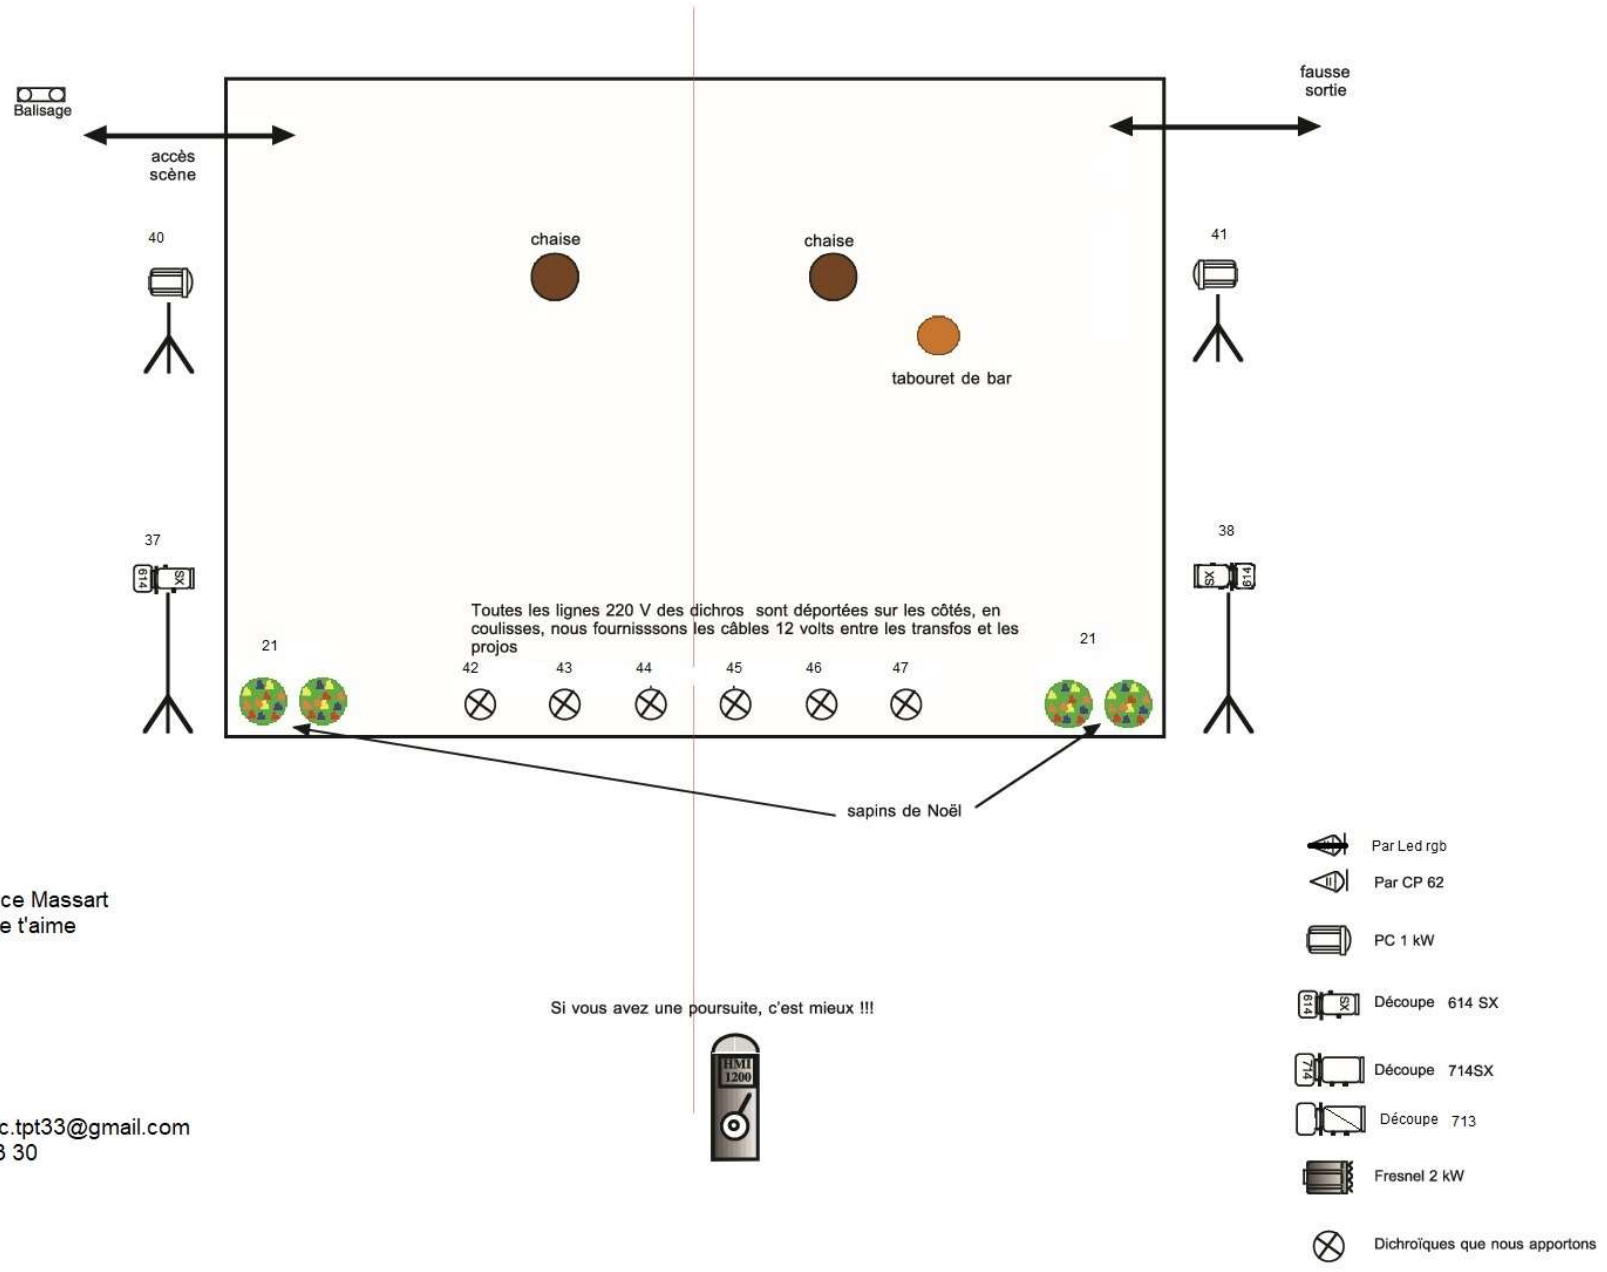 fausse
sortie
Balisage
accès
scène
40
chaise
chaise
41
tabouret de bar
37
38
614
SX
SX
614
Toutes les lignes 220 V des dichros sont déportées sur les côtés, en
coulisses, nous fournisssons les câbles 12 volts entre les transfos et les
projos
21
21
42 43 44 45 46 47
sapins de Noël
Par Led rgb
Par CP 62
ce Massart
e t'aime
PC 1 kW
Si vous avez une poursuite, c'est mieux !!!
614 SX Découpe 614 SX
HMI
1200
714 Découpe 714SX
c.tpt33@gmail.com
Découpe 713
3 30
Fresnel 2 kW
Dichroïques que nous apportons